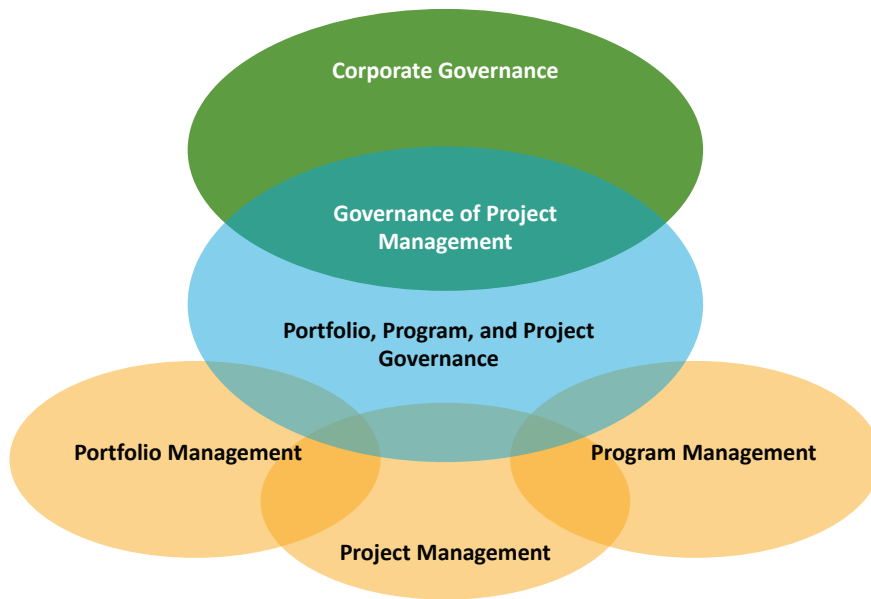 Corporate Governance
Governance of Project
Management
Portfolio, Program, and Project
Governance
Portfolio Management
Program Management
Project Management